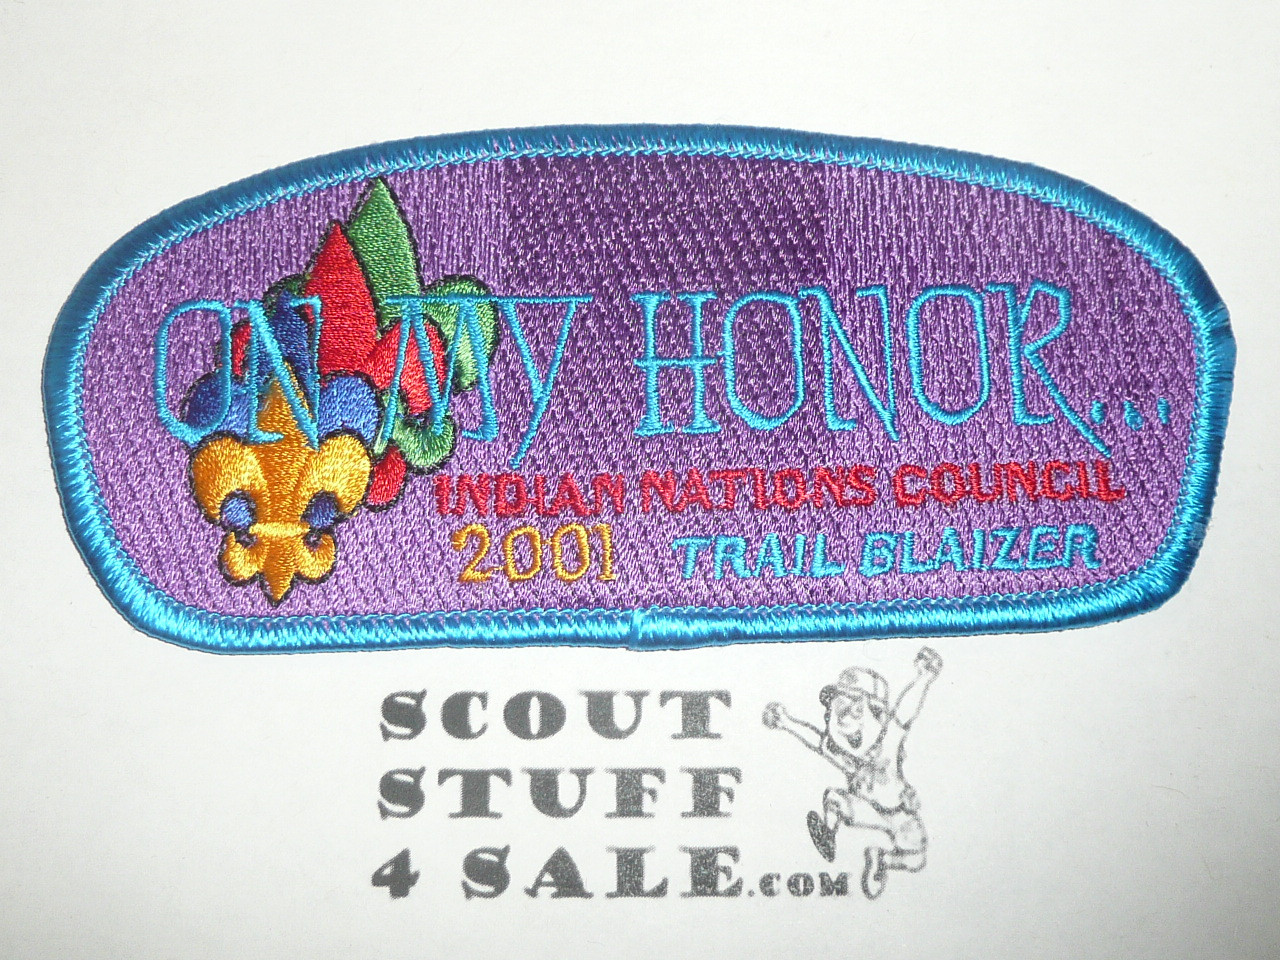 ON MY HONOR...
INDIAN NATIONS COUNCIL
2001 TRAIL BLAIZER
SCOUT
STUFF
4 SALE.COM